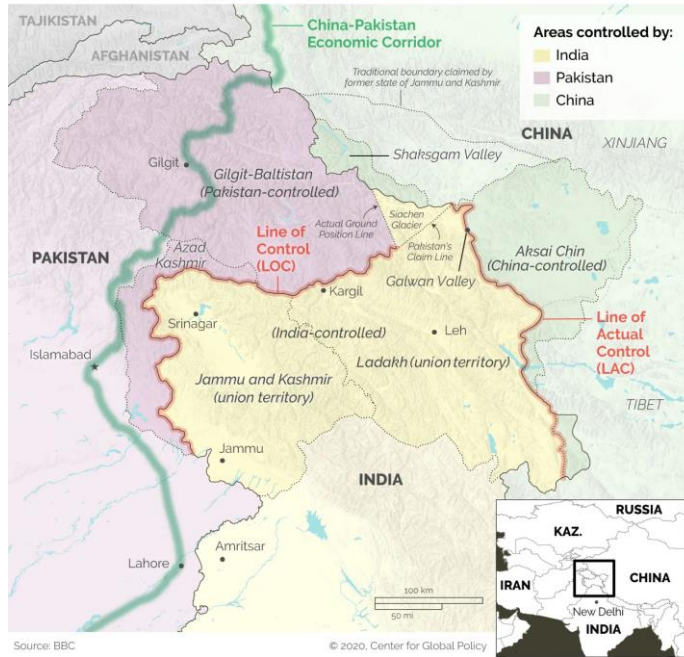 TAJIKISTAN
AFGHANISTAN
China-Pakistan
Economic Corridor
Areas controlled by:
India
Pakistan
China
Traditional boundary claimed by
former state of Jammu and Kashmir
CHINA
XINJIANG
Shaksgam Valley
Gilgit
Gilgit-Baltistan
(Pakistan-controlled)
Actual Ground
Position Line
Siachen
Glacier
Pakistan's
Claim Line
Galwan Valley
Aksai Chin
(China-controlled)
Line of
Control
(LOC)
Azad
Kashmir
PAKISTAN
Kargil
Srinagar
(India-controlled)
Leh
Ladakh (union territory)
Line of
Actual
Control
(LAC)
Islamabad
Jammu and Kashmir
(union territory)
TIBET
Jammu
INDIA
Lahore
Amritsar
100 km
50 mi
RUSSIA
KAZ.
IRAN
CHINA
New Delhi
INDIA
Source: BBC
© 2020, Center for Global Policy